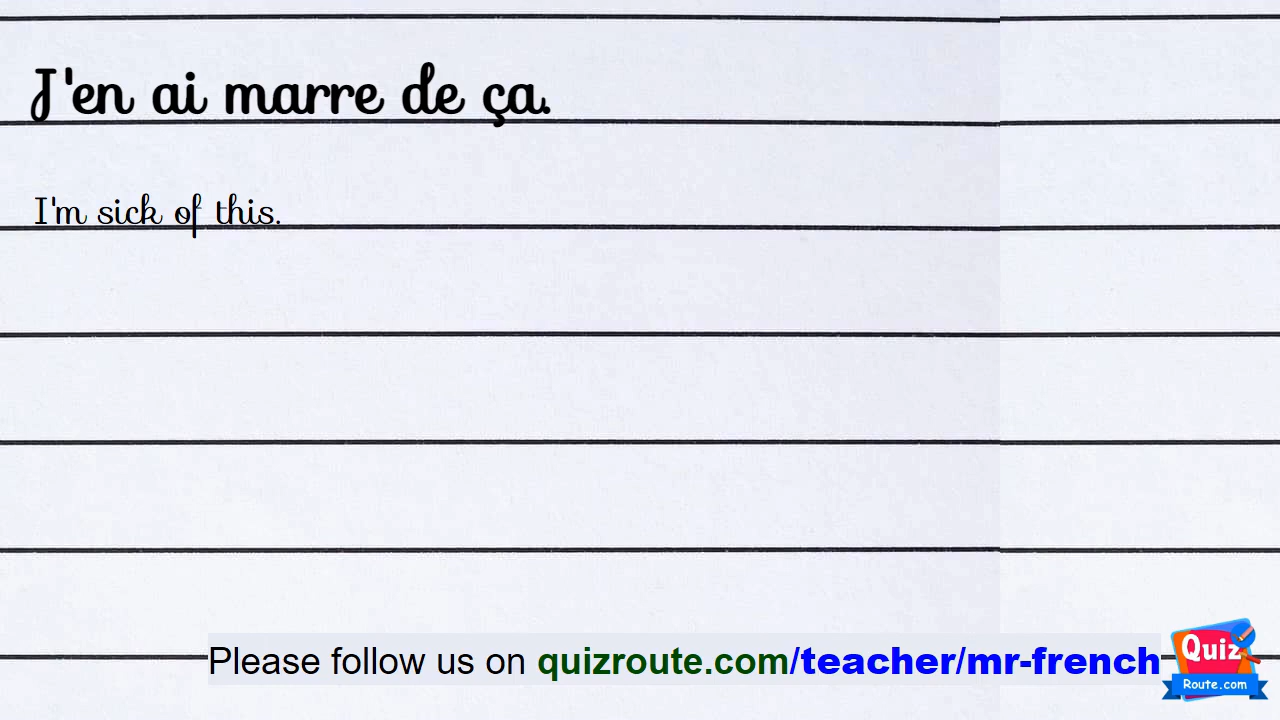 J'en ai marre de ça.
I'm sick of this.
Please follow us on quizroute.com/teacher/mr-french
Quiz
Route.com